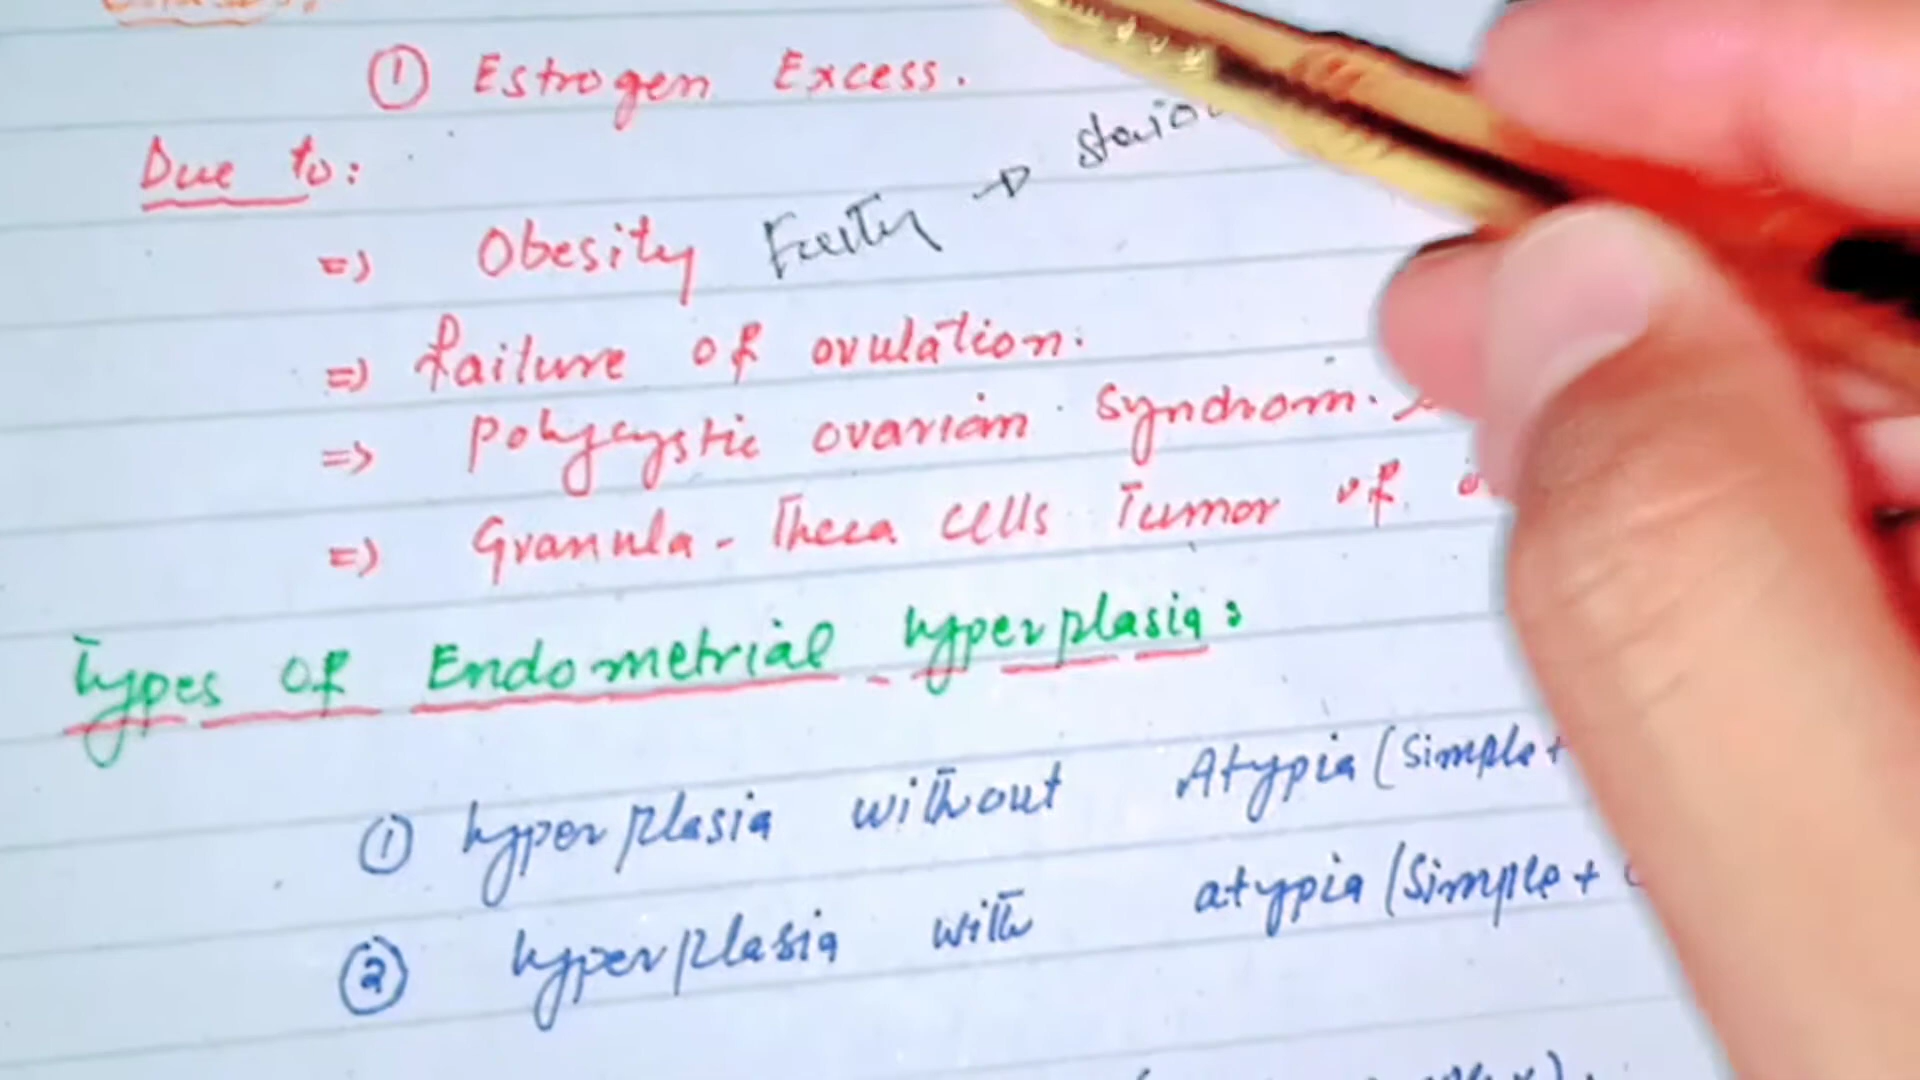 ① Estrogen Excess.
Due to:
=> Obesity
=> failure of ovulation.
=> polycystic ovarian syndrom.
=> Granula - Theca cells Tumor of
Types of Endometrial hyperplasia:
① hyperplasia without Atypia (Simple +
② hyperplasia with atypia (Simple +